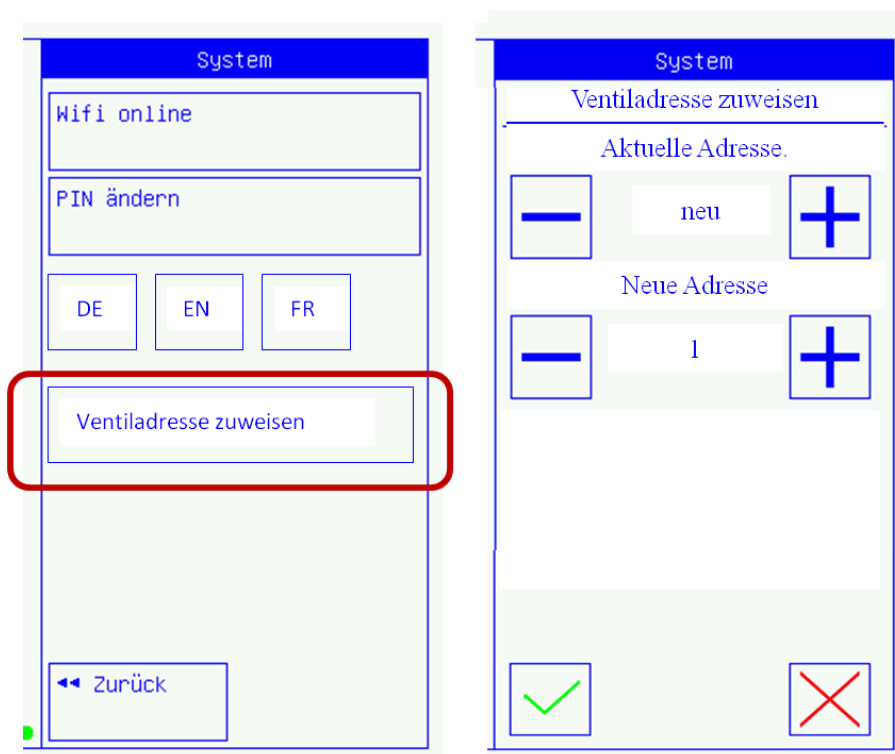 System
Wifi online
PIN ändern
DE EN FR
Ventiladresse zuweisen
◄◄ Zurück
System
Ventiladresse zuweisen
Aktuelle Adresse.
neu
Neue Adresse
1